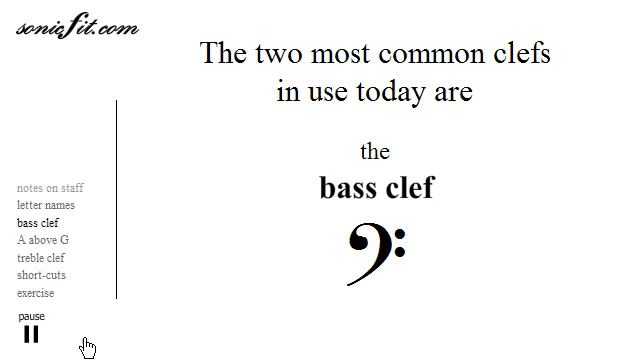 sonicfit.com
The two most common clefs
in use today are
the
bass clef
notes on staff
letter names
bass clef
A above G
treble clef
short-cuts
exercise
pause